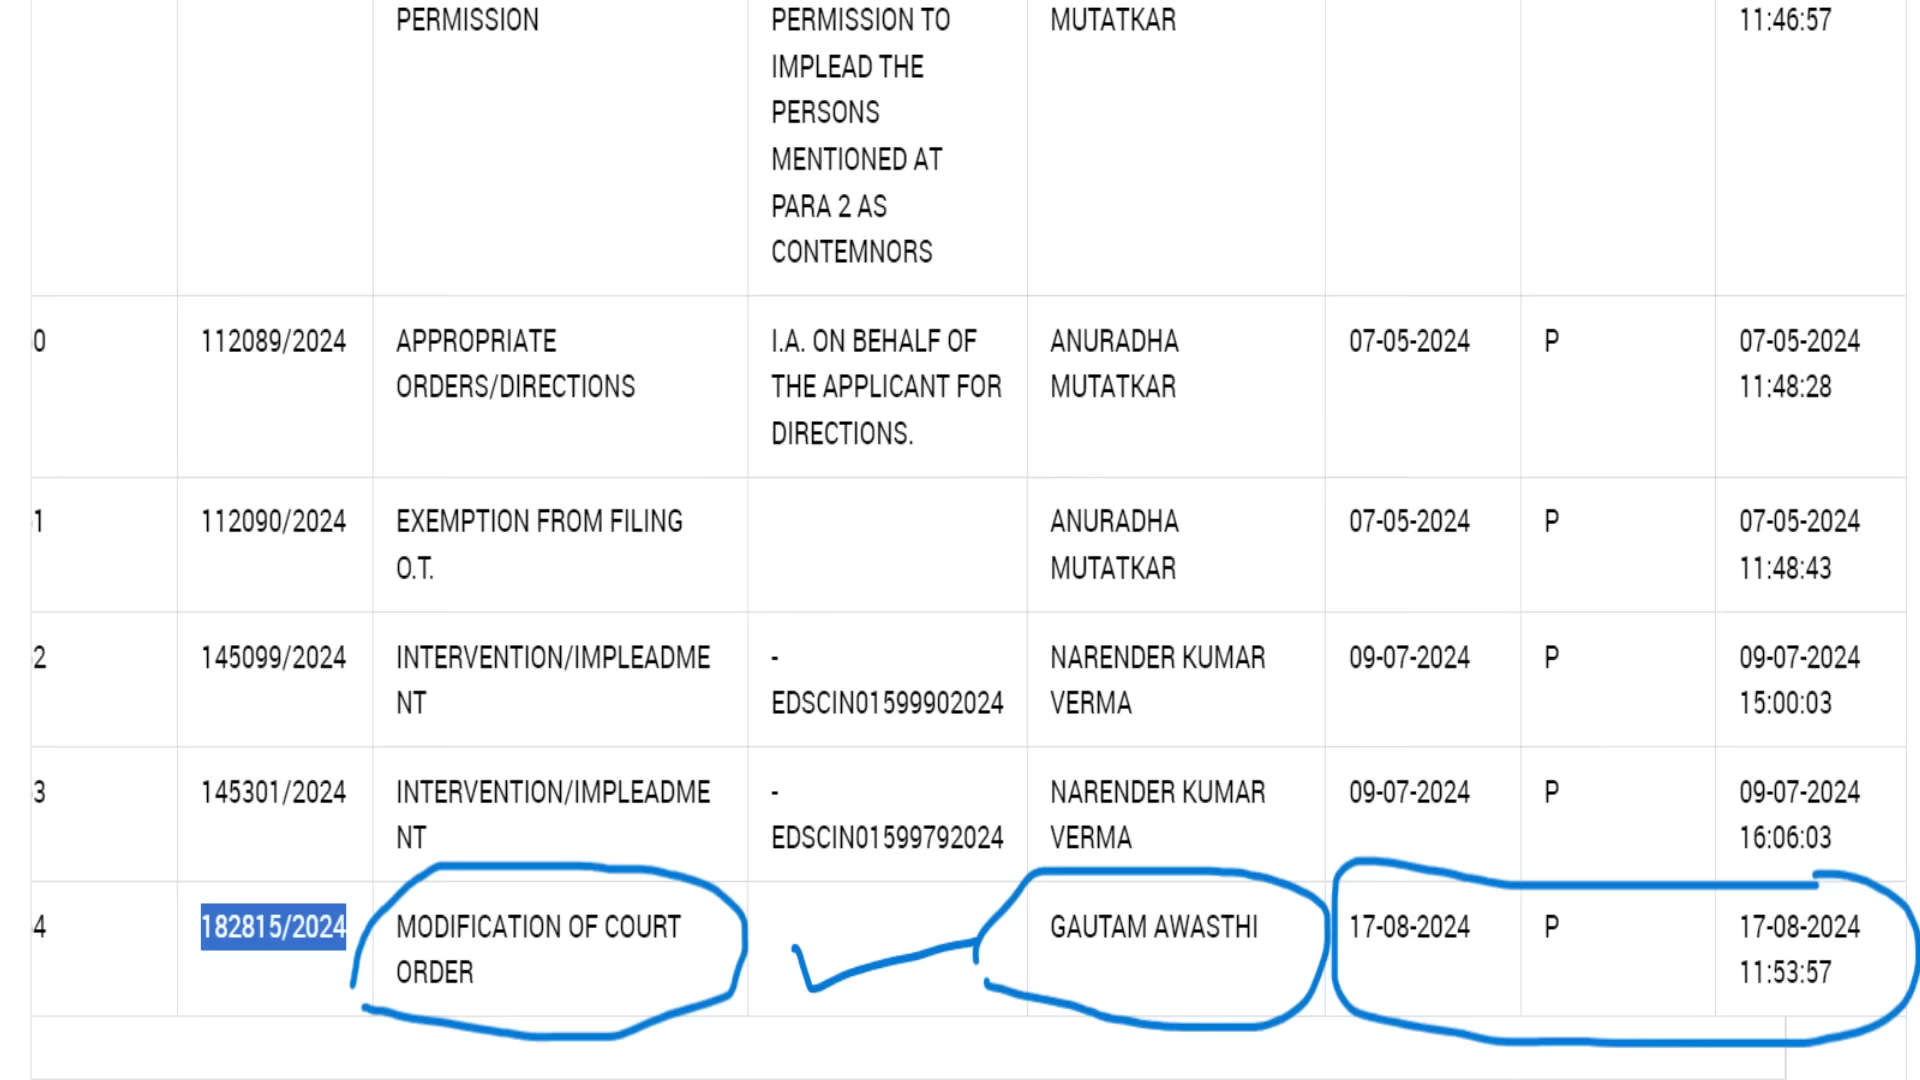 PERMISSION
PERMISSION TO
IMPLEAD THE
PERSONS
MENTIONED AT
PARA 2 AS
CONTEMNORS
MUTATKAR
11:46:57
0
112089/2024
APPROPRIATE
ORDERS/DIRECTIONS
I.A. ON BEHALF OF
THE APPLICANT FOR
DIRECTIONS.
ANURADHA
MUTATKAR
07-05-2024
P
07-05-2024
11:48:28
1
112090/2024
EXEMPTION FROM FILING
O.T.
ANURADHA
MUTATKAR
07-05-2024
P
07-05-2024
11:48:43
2
145099/2024
INTERVENTION/IMPLEADME
NT
-
EDSCIN01599902024
NARENDER KUMAR
VERMA
09-07-2024
P
09-07-2024
15:00:03
3
145301/2024
INTERVENTION/IMPLEADME
NT
-
EDSCIN01599792024
NARENDER KUMAR
VERMA
09-07-2024
P
09-07-2024
16:06:03
4
182815/2024
MODIFICATION OF COURT
ORDER
GAUTAM AWASTHI
17-08-2024
P
17-08-2024
11:53:57